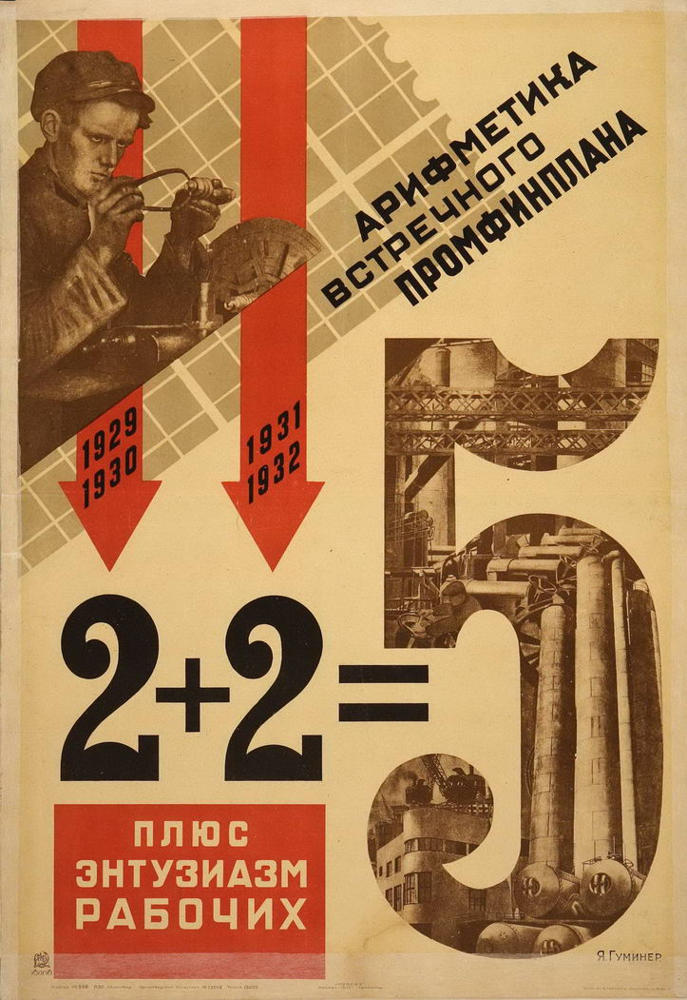 АРИФМЕТИКА
ВСТРЕЧНОГО
ПРОМФИНПЛАНА
1929
1930
1931
1932
2+2=5
ПЛЮС
ЭНТУЗИАЗМ
РАБОЧИХ
Я. ГУМИНЕР